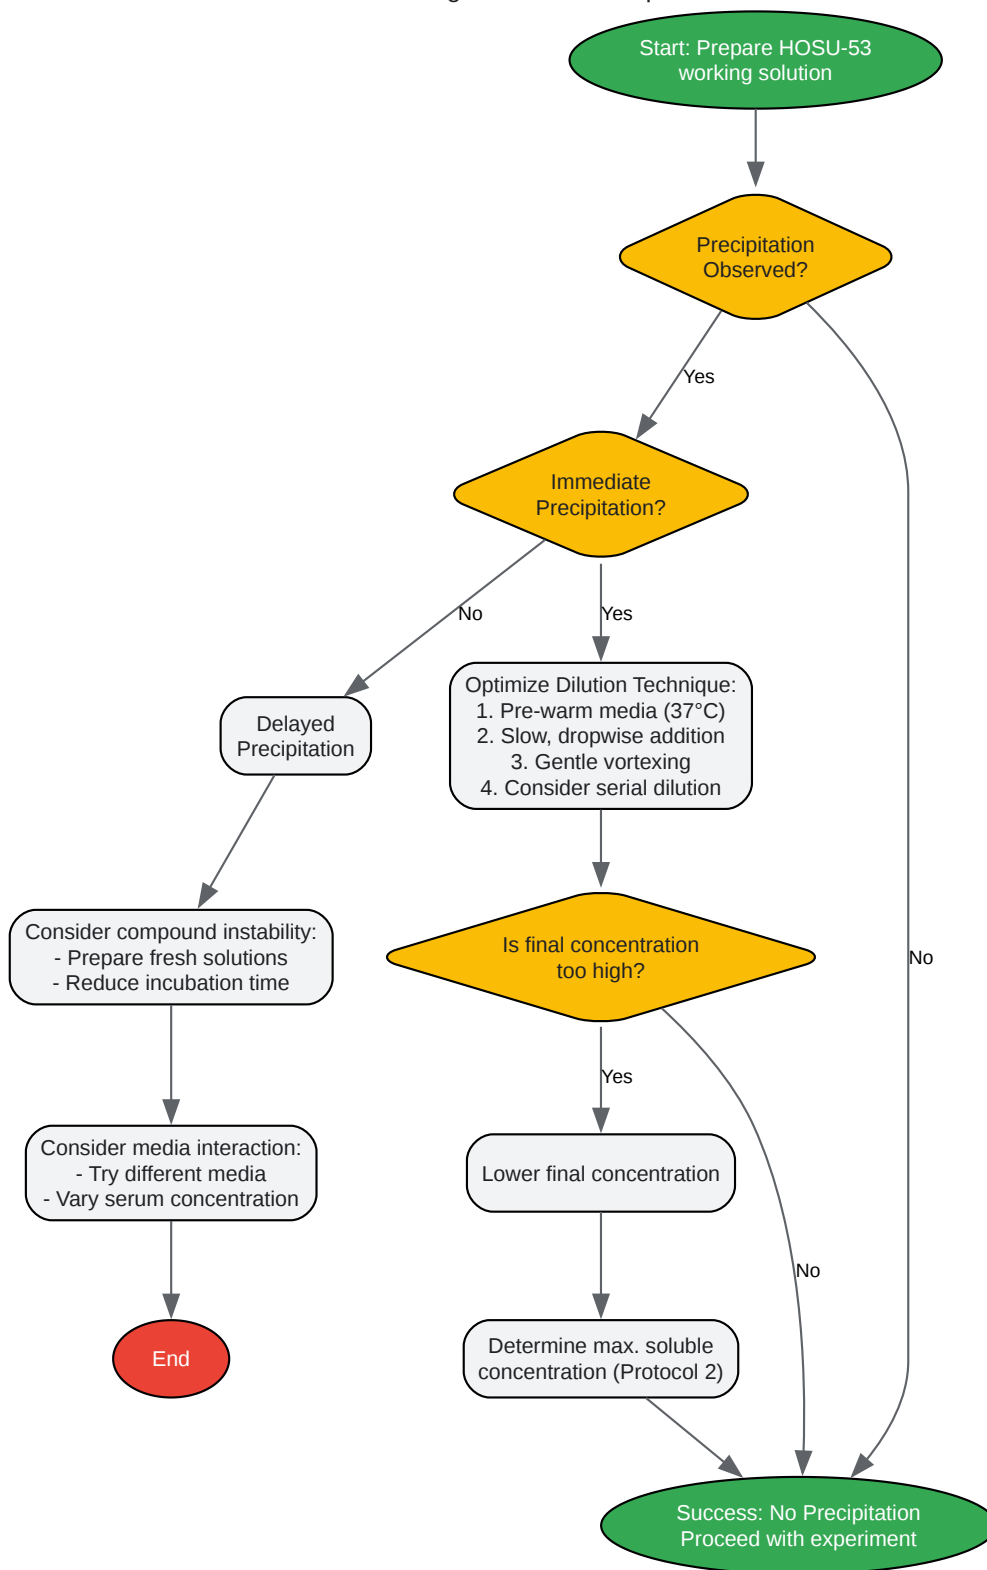 Start: Prepare HOSU-53
working solution
Precipitation
Observed?
Yes
No
Immediate
Precipitation?
No
Yes
Delayed
Precipitation
Optimize Dilution Technique:
1. Pre-warm media (37°C)
2. Slow, dropwise addition
3. Gentle vortexing
4. Consider serial dilution
Consider compound instability:
- Prepare fresh solutions
- Reduce incubation time
Is final concentration
too high?
Yes
No
Consider media interaction:
- Try different media
- Vary serum concentration
Lower final concentration
End
Determine max. soluble
concentration (Protocol 2)
Success: No Precipitation
Proceed with experiment